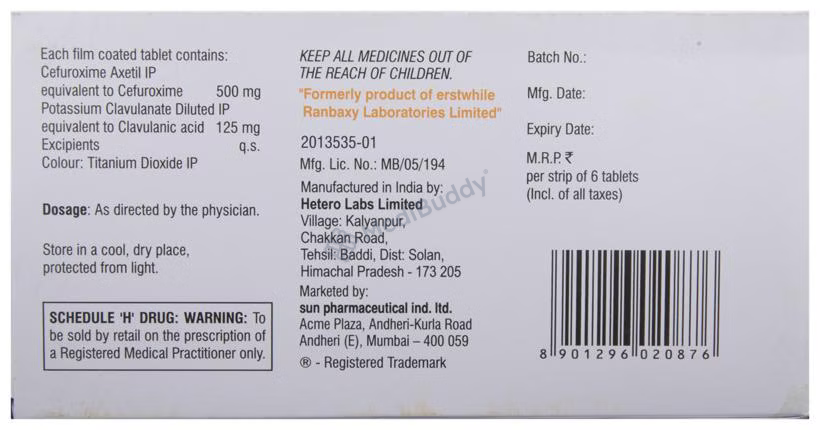 Each film coated tablet contains:
Cefuroxime Axetil IP
equivalent to Cefuroxime 500 mg
Potassium Clavulanate Diluted IP
equivalent to Clavulanic acid 125 mg
Excipients q.s.
Colour: Titanium Dioxide IP
Dosage: As directed by the physician.
Store in a cool, dry place,
protected from light.
SCHEDULE 'H' DRUG: WARNING: To
be sold by retail on the prescription of
a Registered Medical Practitioner only.
KEEP ALL MEDICINES OUT OF
THE REACH OF CHILDREN.
"Formerly product of erstwhile
Ranbaxy Laboratories Limited"
2013535-01
Mfg. Lic. No.: MB/05/194
Manufactured in India by:
Hetero Labs Limited
Village: Kalyanpur,
Chakkan Road,
Tehsil: Baddi, Dist: Solan,
Himachal Pradesh - 173 205
Marketed by:
sun pharmaceutical ind. ltd.
Acme Plaza, Andheri-Kurla Road
Andheri (E), Mumbai – 400 059
® - Registered Trademark
MediBuddy
Batch No.:
Mfg. Date:
Expiry Date:
M.R.P. ₹
per strip of 6 tablets
(Incl. of all taxes)
8 901296 020876